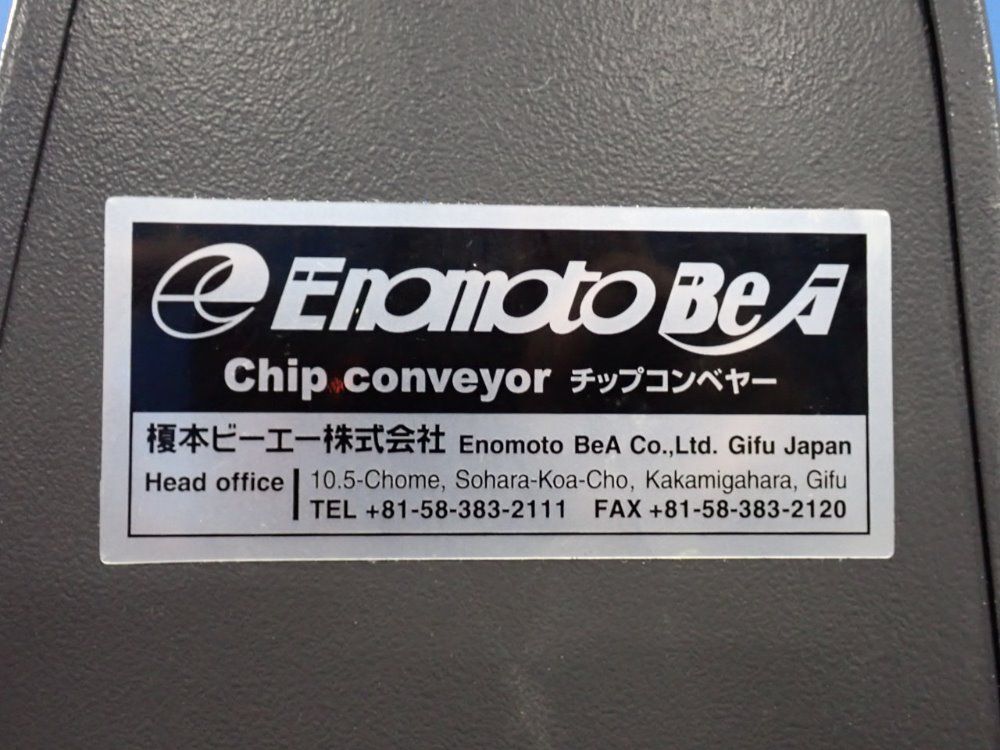 e Enomoto BeA
Chip conveyor チップコンベヤー
榎本ビーエー株式会社 Enomoto BeA Co.,Ltd. Gifu Japan
Head office 10.5-Chome, Sohara-Koa-Cho, Kakamigahara, Gifu
TEL +81-58-383-2111 FAX +81-58-383-2120